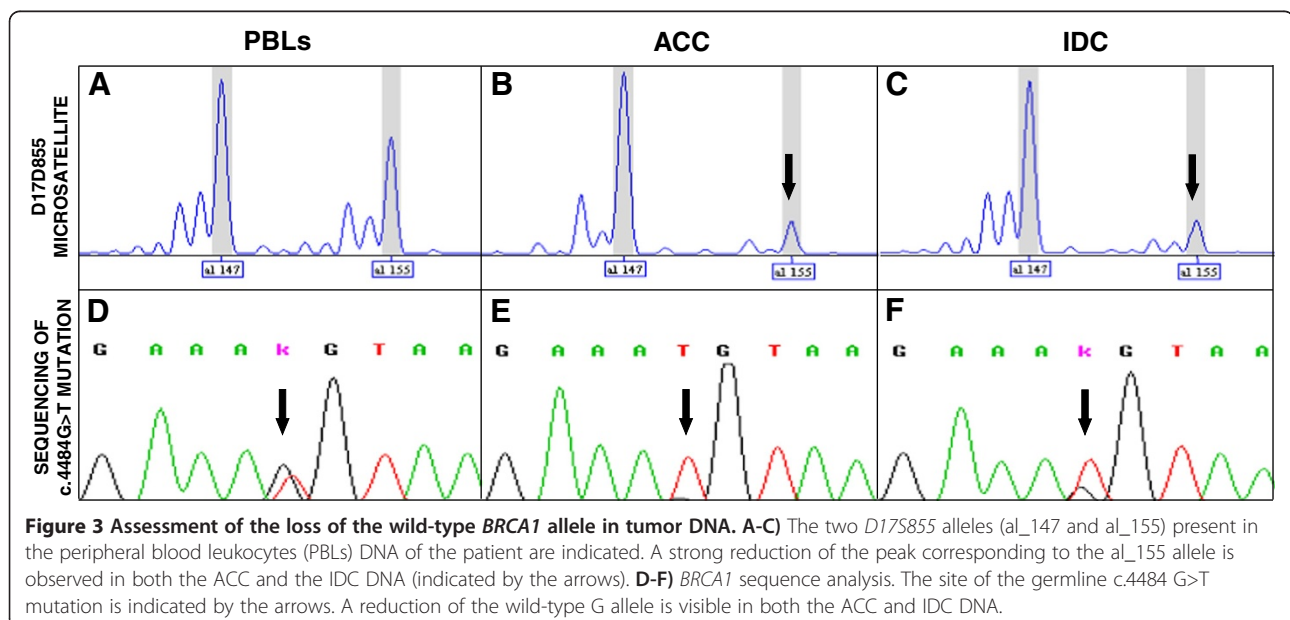 PBLs ACC IDC
D17D855
MICROSATELLITE
A B C
al 147 al 155 al 147 al 155 al 147 al 155
SEQUENCING OF
c.4484G>T MUTATION
D E F
G A A A k G T A A G A A A T G T A A G A A A k G T A A
Figure 3 Assessment of the loss of the wild-type BRCA1 allele in tumor DNA. A-C) The two D17S855 alleles (al_147 and al_155) present in
the peripheral blood leukocytes (PBLs) DNA of the patient are indicated. A strong reduction of the peak corresponding to the al_155 allele is
observed in both the ACC and the IDC DNA (indicated by the arrows). D-F) BRCA1 sequence analysis. The site of the germline c.4484 G>T
mutation is indicated by the arrows. A reduction of the wild-type G allele is visible in both the ACC and IDC DNA.